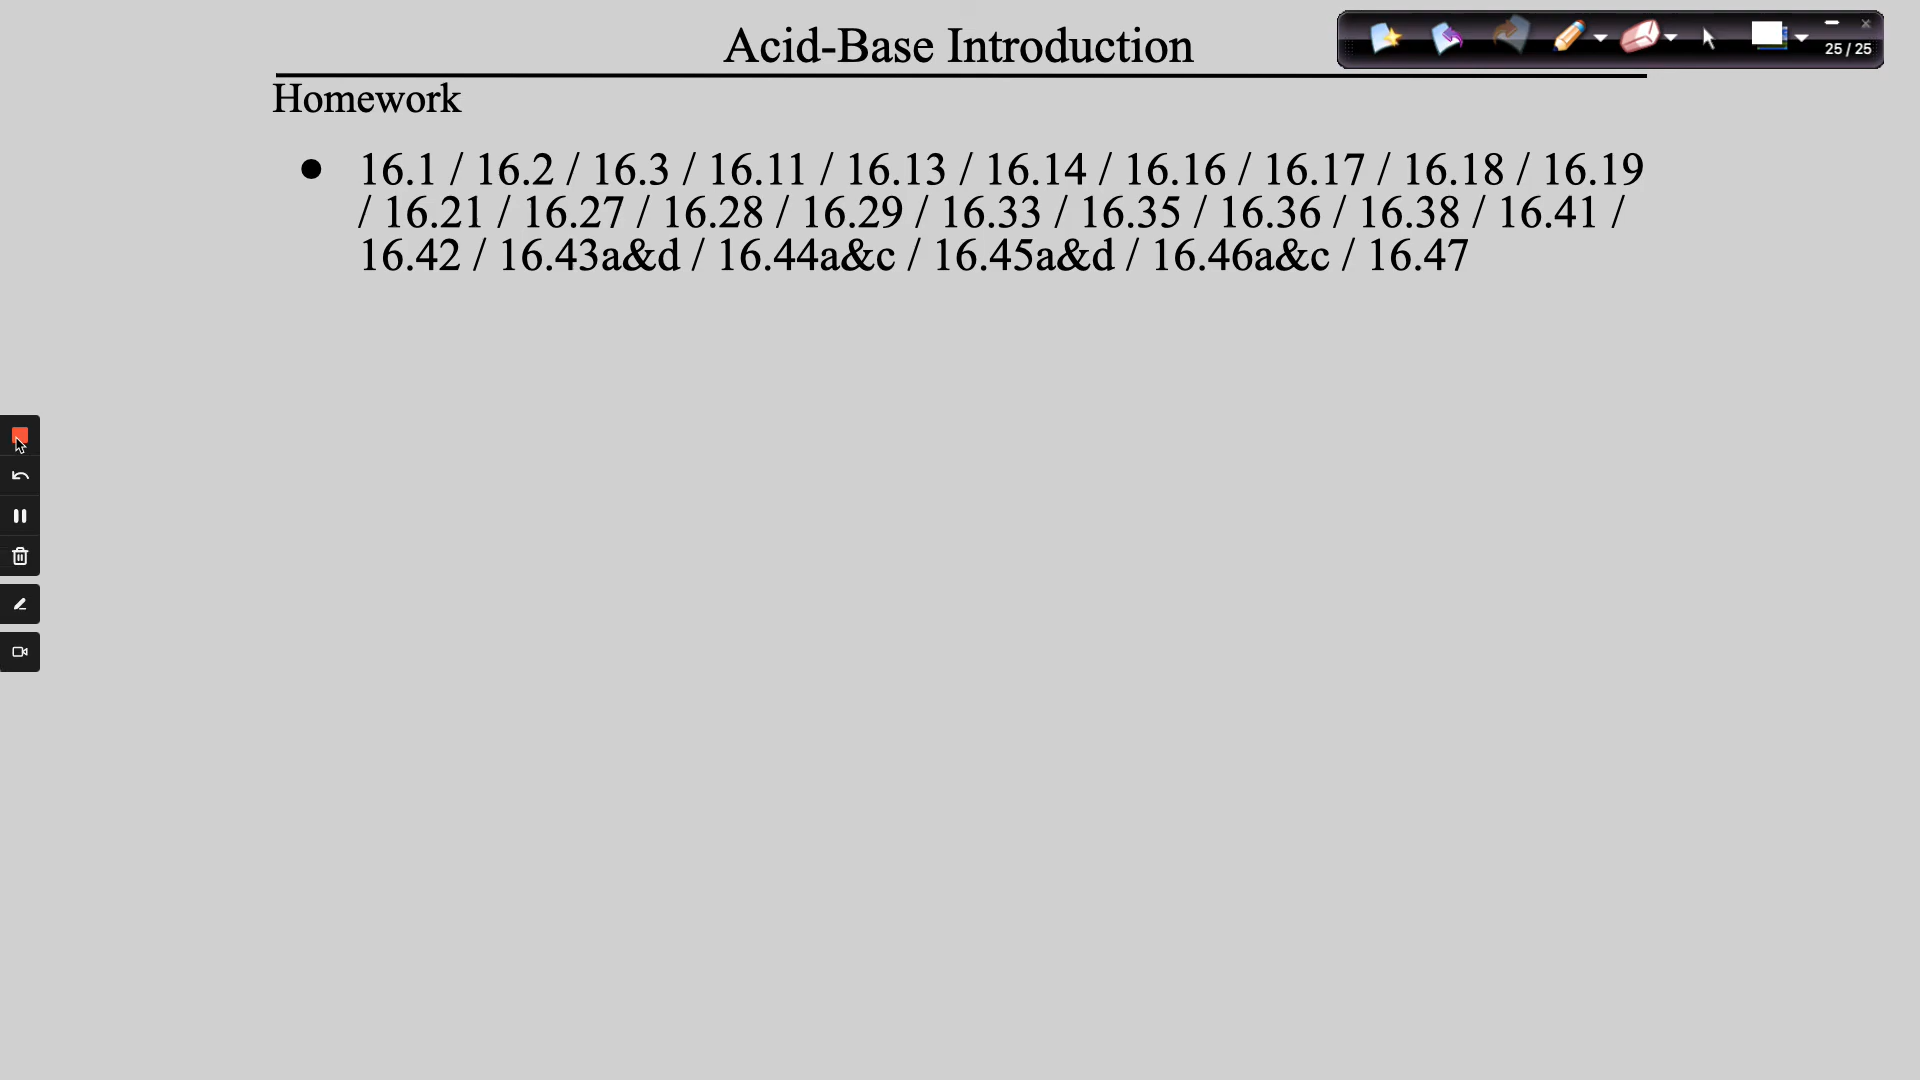 Acid-Base Introduction
25 / 25
Homework
● 16.1 / 16.2 / 16.3 / 16.11 / 16.13 / 16.14 / 16.16 / 16.17 / 16.18 / 16.19
/ 16.21 / 16.27 / 16.28 / 16.29 / 16.33 / 16.35 / 16.36 / 16.38 / 16.41 /
16.42 / 16.43a&d / 16.44a&c / 16.45a&d / 16.46a&c / 16.47